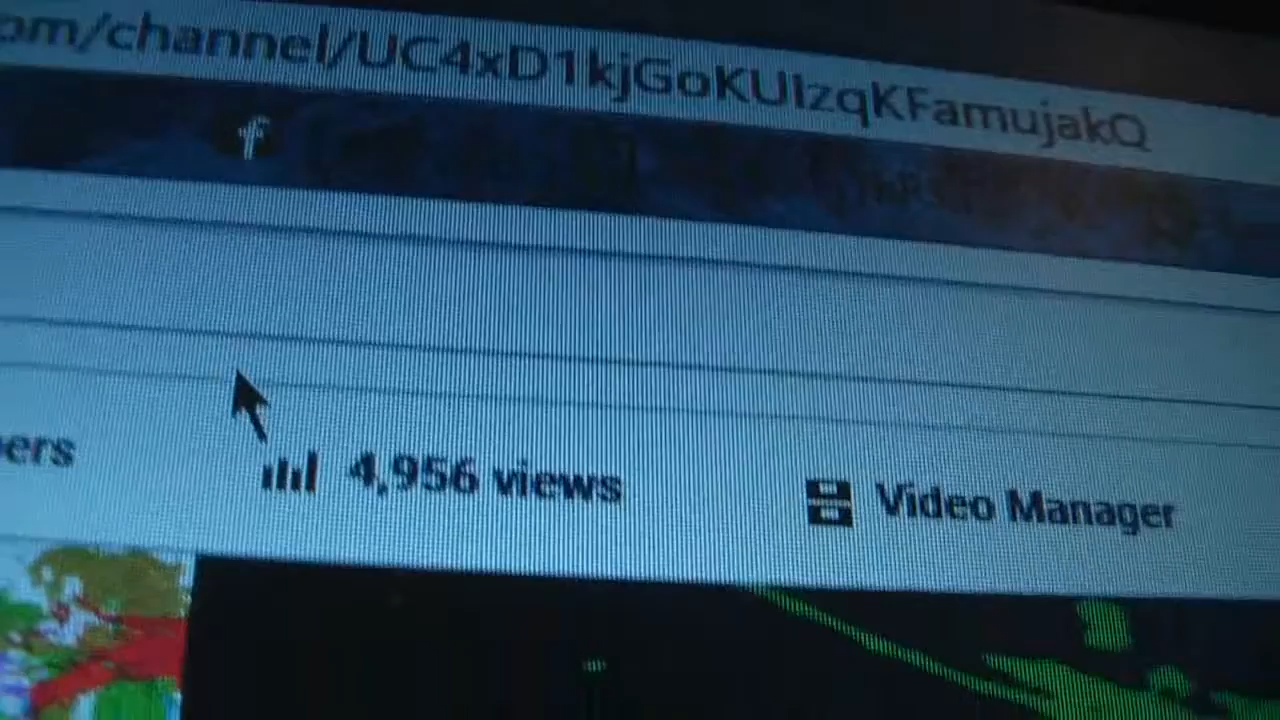 om/channel/UC4xD1kjGoKUIzqKFamujakQ
f
ers
4,956 views
Video Manager